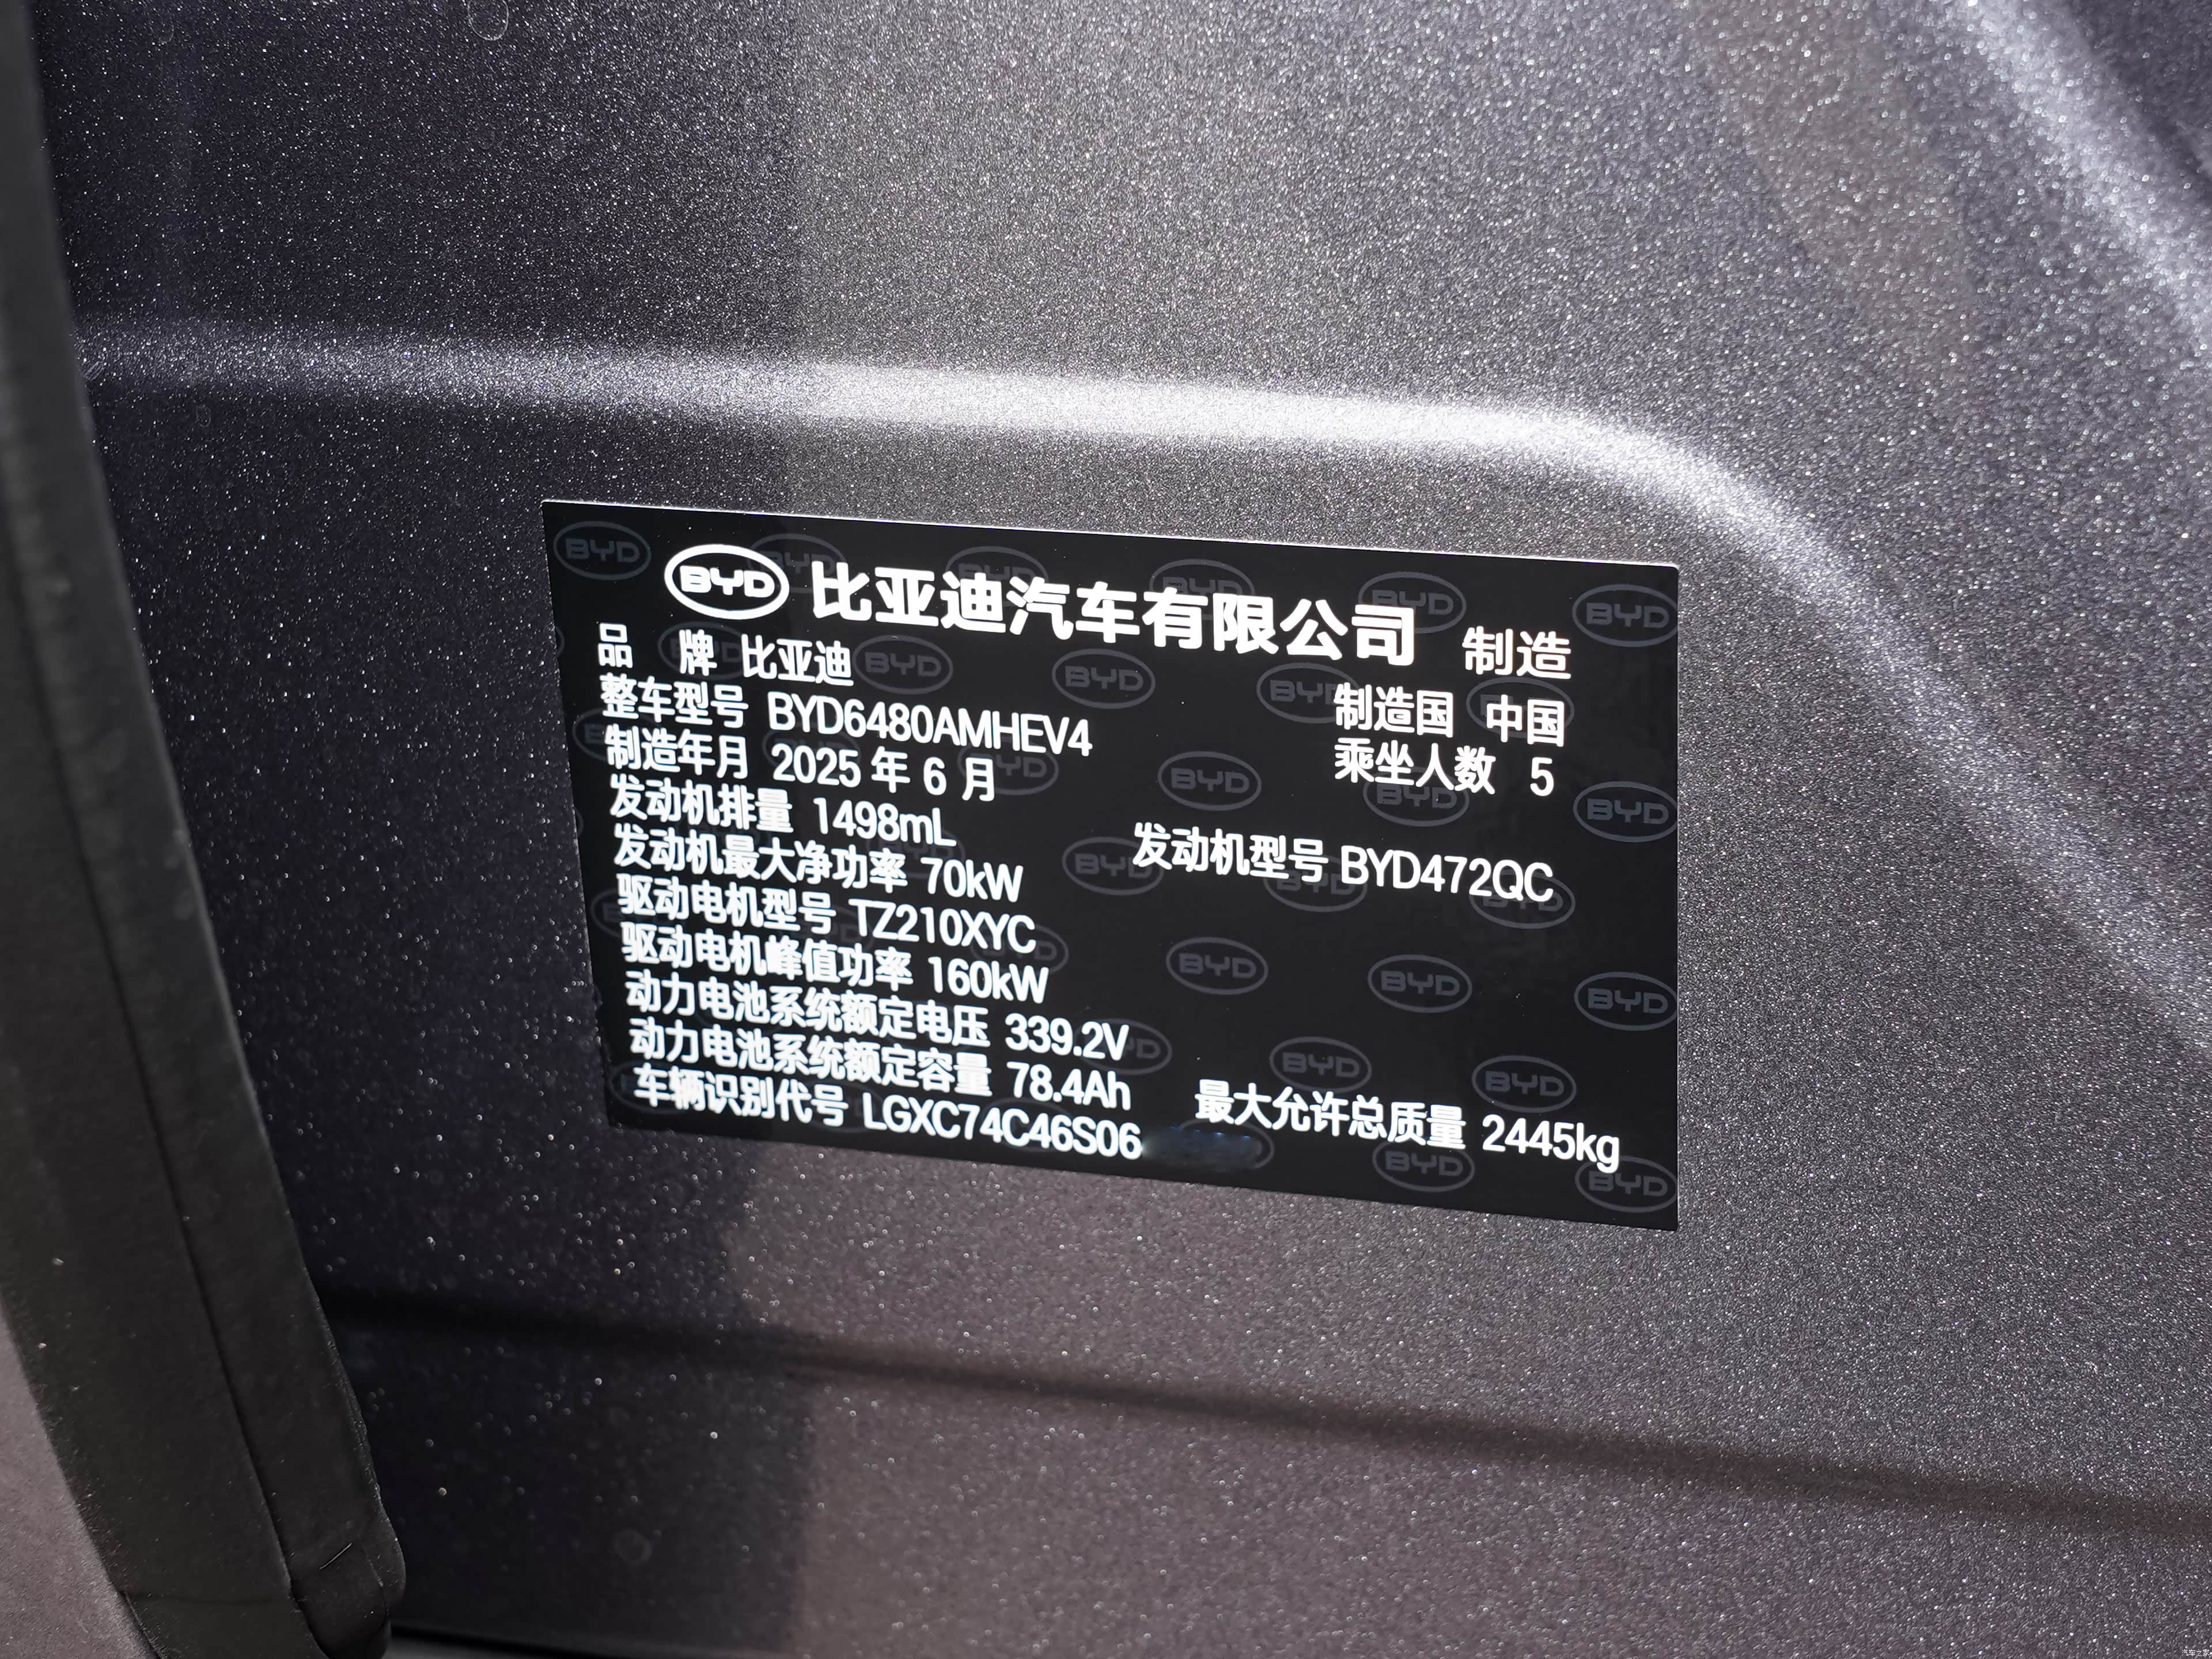 BYD 比亚迪汽车有限公司 制造
品 牌 比亚迪
制造国 中国
整车型号 BYD6480AMHEV4
乘坐人数 5
制造年月 2025 年 6 月
发动机排量 1498mL
发动机型号 BYD472QC
发动机最大净功率 70kW
驱动电机型号 TZ210XYC
驱动电机峰值功率 160kW
动力电池系统额定电压 339.2V
动力电池系统额定容量 78.4Ah
最大允许总质量 2445kg
车辆识别代号 LGXC74C46S06
汽车之家